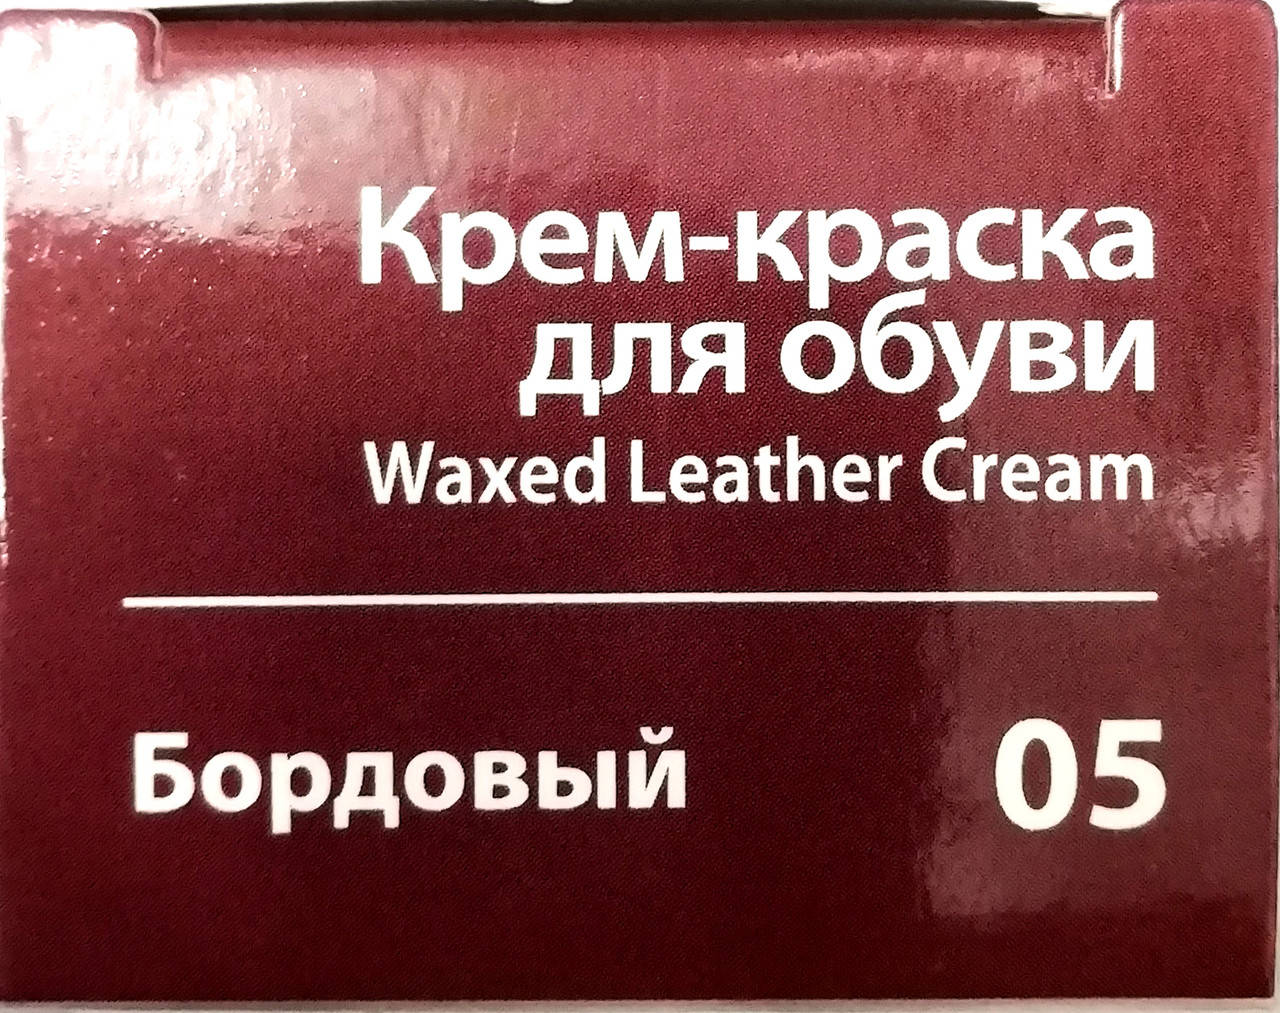 Крем-краска
для обуви
Waxed Leather Cream
Бордовый 05